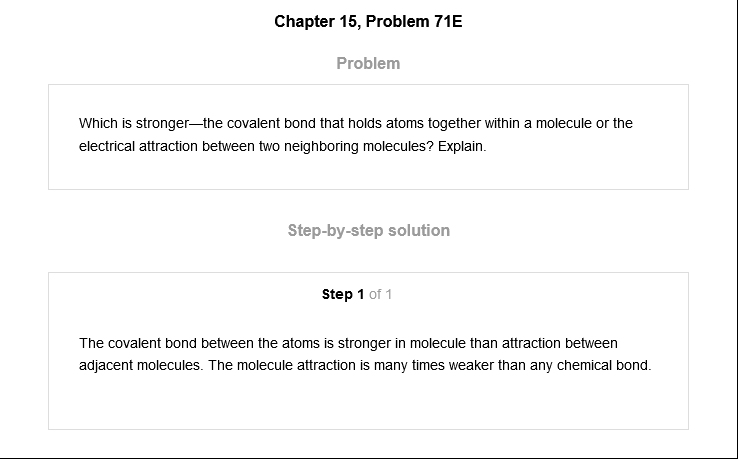 Chapter 15, Problem 71E
Problem
Which is stronger—the covalent bond that holds atoms together within a molecule or the
electrical attraction between two neighboring molecules? Explain.
Step-by-step solution
Step 1 of 1
The covalent bond between the atoms is stronger in molecule than attraction between
adjacent molecules. The molecule attraction is many times weaker than any chemical bond.